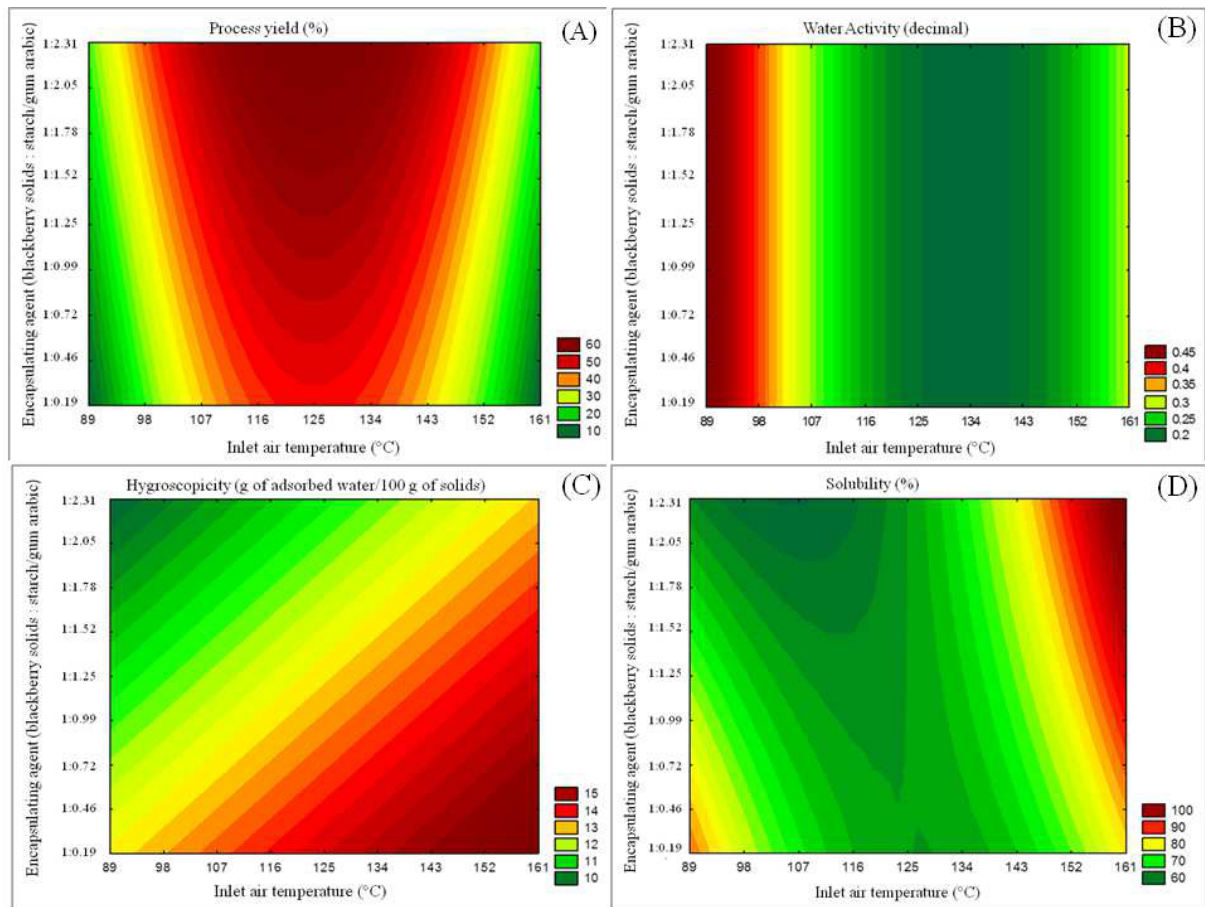 Process yield (%)
(A)
Encapsulating agent (blackberry solids : starch/gum arabic)
1:2.31
1:2.05
1:1.78
1:1.52
1:1.25
1:0.99
1:0.72
1:0.46
1:0.19
89 98 107 116 125 134 143 152 161
Inlet air temperature (°C)
60
50
40
30
20
10
Water Activity (decimal)
(B)
Encapsulating agent (blackberry solids : starch/gum arabic)
1:2.31
1:2.05
1:1.78
1:1.52
1:1.25
1:0.99
1:0.72
1:0.46
1:0.19
89 98 107 116 125 134 143 152 161
Inlet air temperature (°C)
0.45
0.4
0.35
0.3
0.25
0.2
Hygroscopicity (g of adsorbed water/100 g of solids)
(C)
Encapsulating agent (blackberry solids : starch/gum arabic)
1:2.31
1:2.05
1:1.78
1:1.52
1:1.25
1:0.99
1:0.72
1:0.46
1:0.19
89 98 107 116 125 134 143 152 161
Inlet air temperature (°C)
15
14
13
12
11
10
Solubility (%)
(D)
Encapsulating agent (blackberry solids : starch/gum arabic)
1:2.31
1:2.05
1:1.78
1:1.52
1:1.25
1:0.99
1:0.72
1:0.46
1:0.19
89 98 107 116 125 134 143 152 161
Inlet air temperature (°C)
100
90
80
70
60